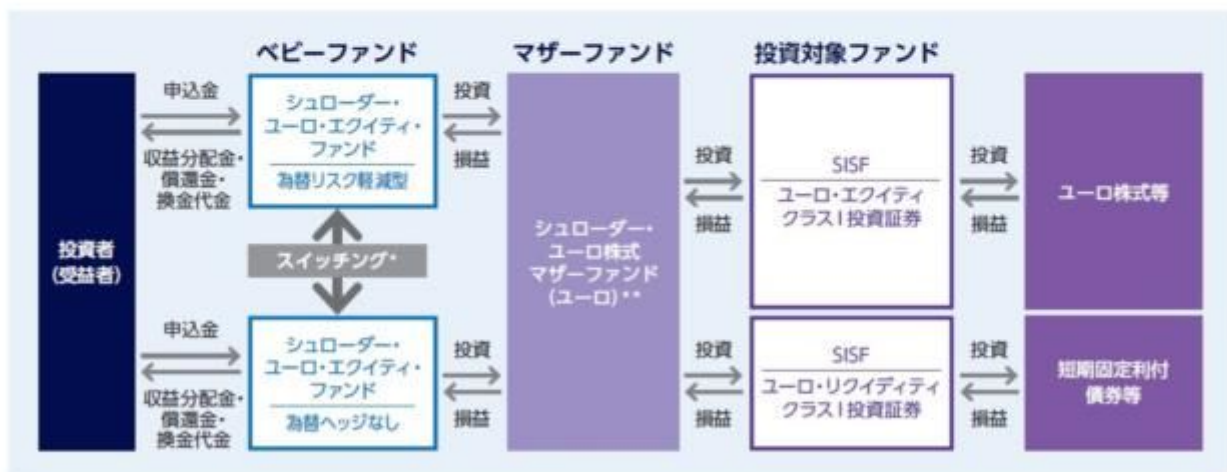 ベビーファンド
マザーファンド
投資対象ファンド
投資者
(受益者)
申込金
収益分配金・
償還金・
換金代金
シュローダー・
ユーロ・エクイティ・
ファンド
為替リスク軽減型
投資
損益
スイッチング*
申込金
収益分配金・
償還金・
換金代金
シュローダー・
ユーロ・エクイティ・
ファンド
為替ヘッジなし
投資
損益
シュローダー・
ユーロ株式
マザーファンド
(ユーロ)**
投資
損益
SISF
ユーロ・エクイティ
クラスI投資証券
投資
損益
ユーロ株式等
投資
損益
SISF
ユーロ・リクイディティ
クラスI投資証券
投資
損益
短期固定利付
債券等